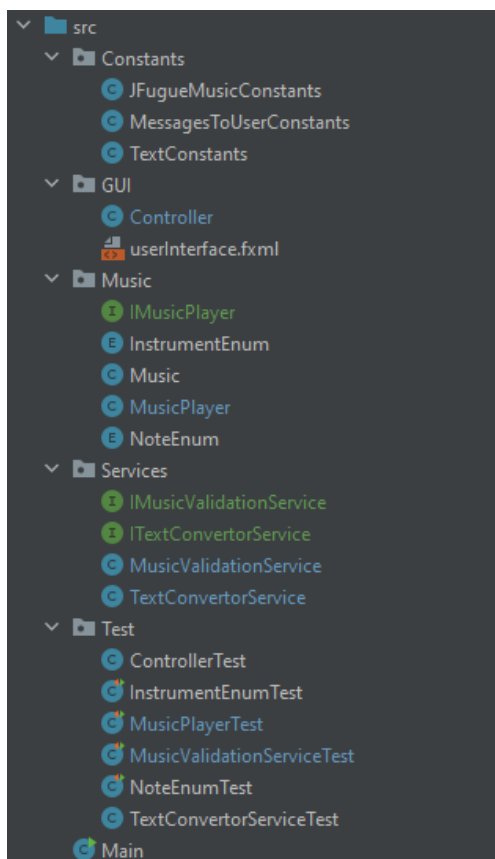 src
Constants
JFugueMusicConstants
MessagesToUserConstants
TextConstants
GUI
Controller
userInterface.fxml
Music
IMusicPlayer
InstrumentEnum
Music
MusicPlayer
NoteEnum
Services
IMusicValidationService
ITextConvertorService
MusicValidationService
TextConvertorService
Test
ControllerTest
InstrumentEnumTest
MusicPlayerTest
MusicValidationServiceTest
NoteEnumTest
TextConvertorServiceTest
Main